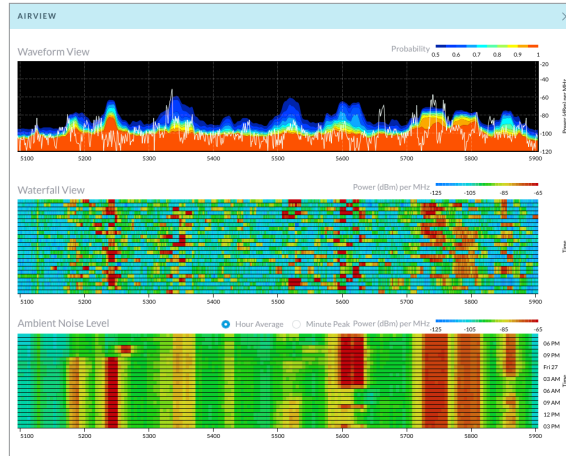 AIRVIEW
Waveform View
Probability
0.5 0.6 0.7 0.8 0.9 1
-20
-40
-60
-80
-100
-120
Power (dBm) per MHz
5100 5200 5300 5400 5500 5600 5700 5800 5900
Waterfall View
Power (dBm) per MHz
-125 -105 -85 -65
Time
5100 5200 5300 5400 5500 5600 5700 5800 5900
Ambient Noise Level
Hour Average Minute Peak Power (dBm) per MHz
-125 -105 -85 -65
06 PM
09 PM
Fri 27
03 AM
06 AM
09 AM
12 PM
03 PM
Time
5100 5200 5300 5400 5500 5600 5700 5800 5900